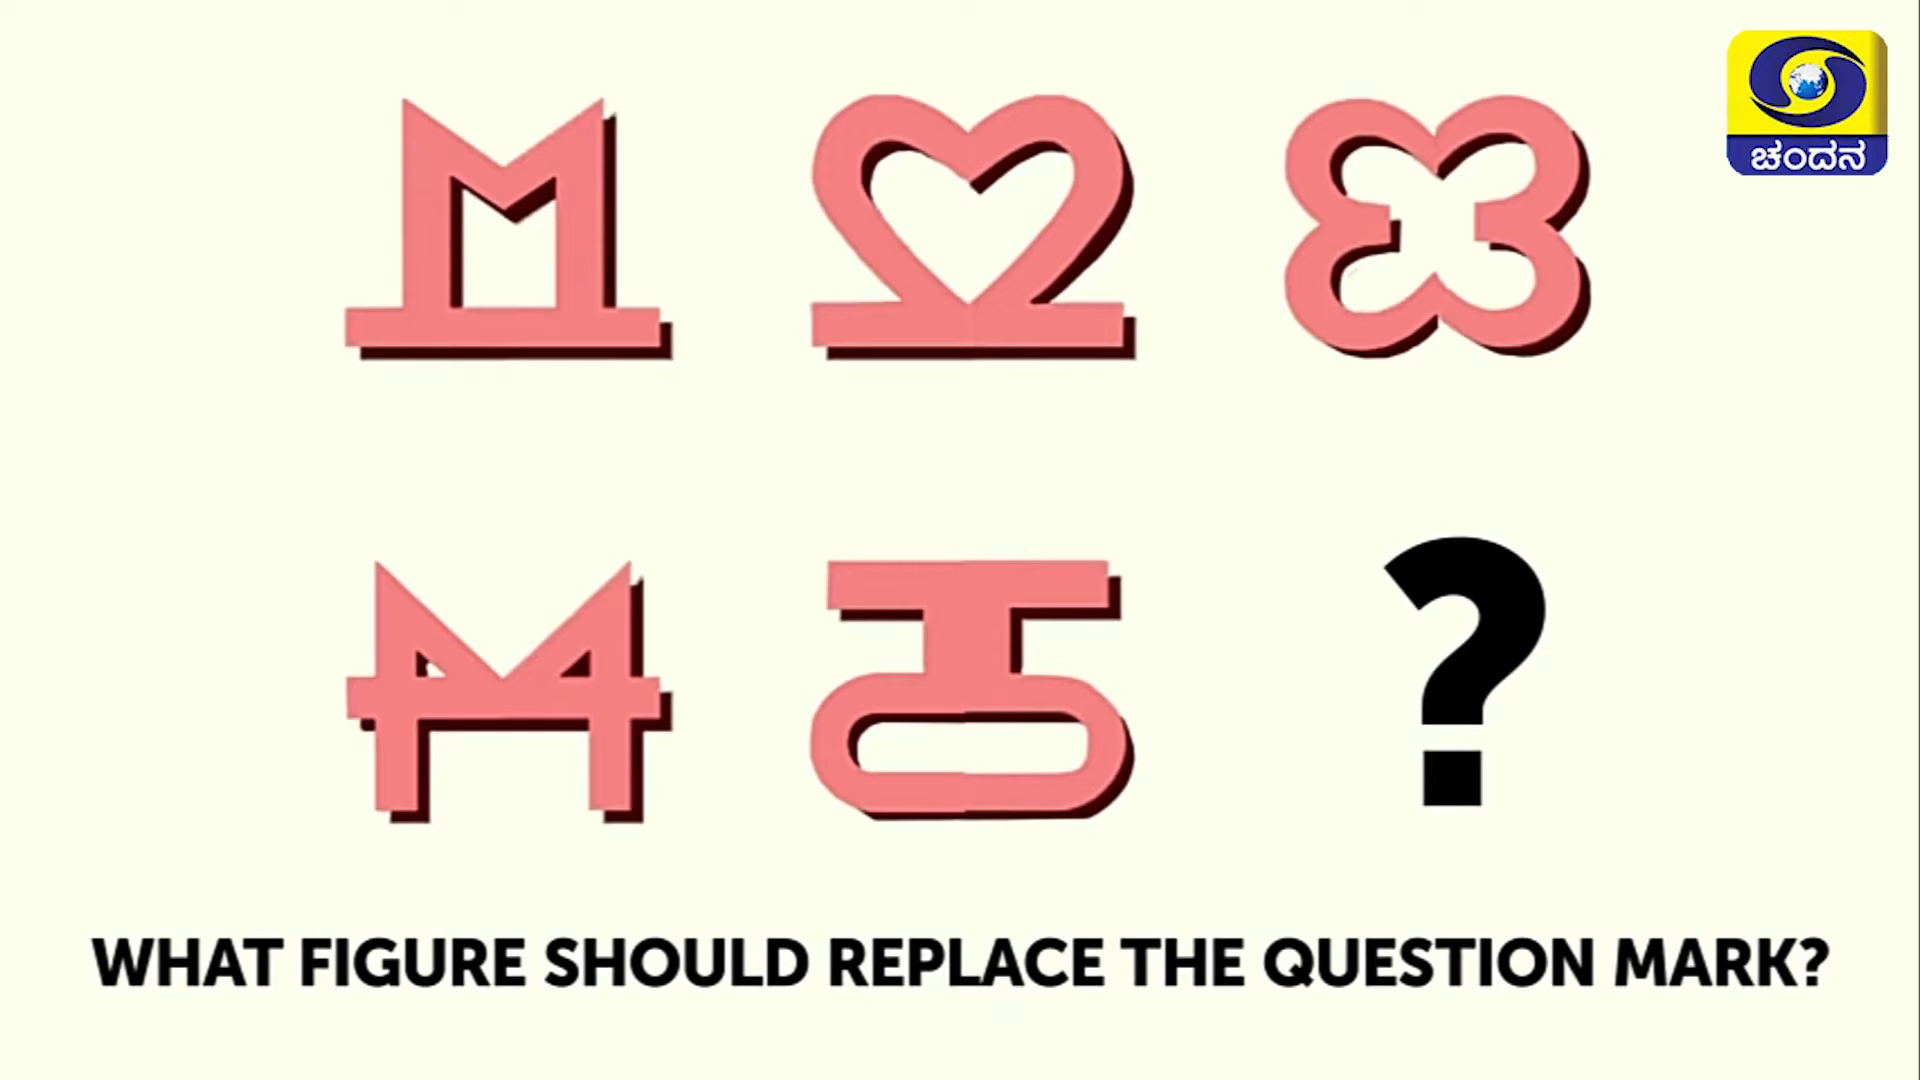 ಚಂದನ
?
WHAT FIGURE SHOULD REPLACE THE QUESTION MARK?